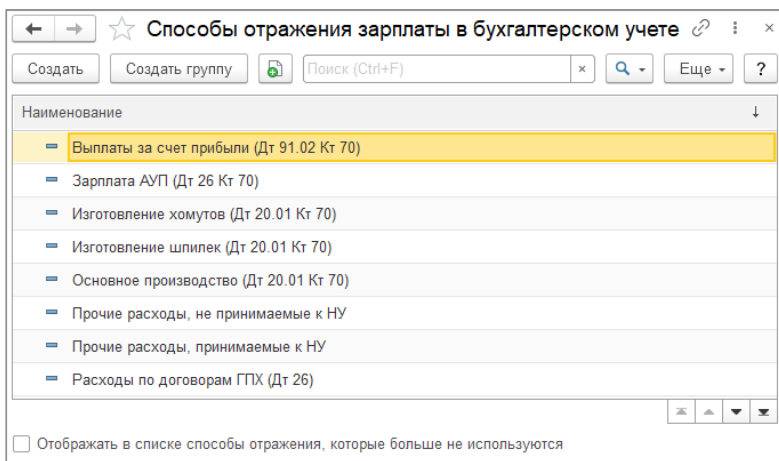 Способы отражения зарплаты в бухгалтерском учете
Создать Создать группу Поиск (Ctrl+F) × Еще ?
Наименование ↓
Выплаты за счет прибыли (Дт 91.02 Кт 70)
Зарплата АУП (Дт 26 Кт 70)
Изготовление хомутов (Дт 20.01 Кт 70)
Изготовление шпилек (Дт 20.01 Кт 70)
Основное производство (Дт 20.01 Кт 70)
Прочие расходы, не принимаемые к НУ
Прочие расходы, принимаемые к НУ
Расходы по договорам ГПХ (Дт 26)
Отображать в списке способы отражения, которые больше не используются